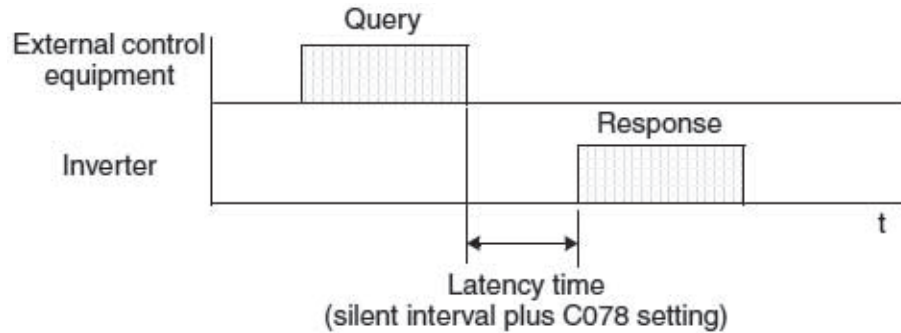 Query
External control
equipment
Response
Inverter
t
Latency time
(silent interval plus C078 setting)